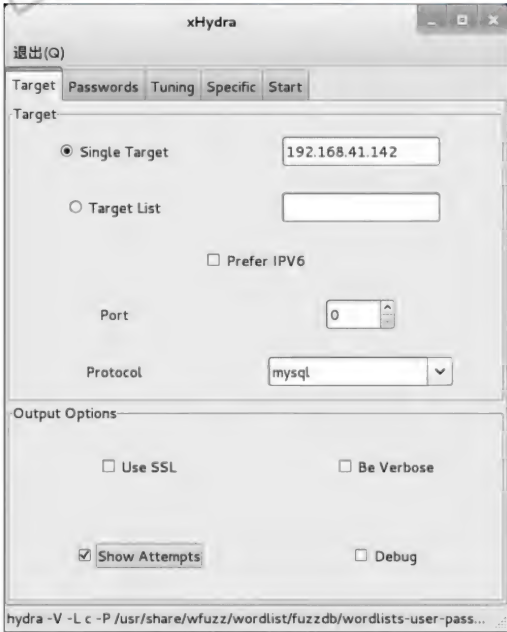 xHydra
退出(Q)
Target Passwords Tuning Specific Start
Target
Single Target 192.168.41.142
Target List
Prefer IPV6
Port 0
Protocol mysql
Output Options
Use SSL Be Verbose
Show Attempts Debug
hydra -V -L c -P /usr/share/wfuzz/wordlist/fuzzdb/wordlists-user-pass...